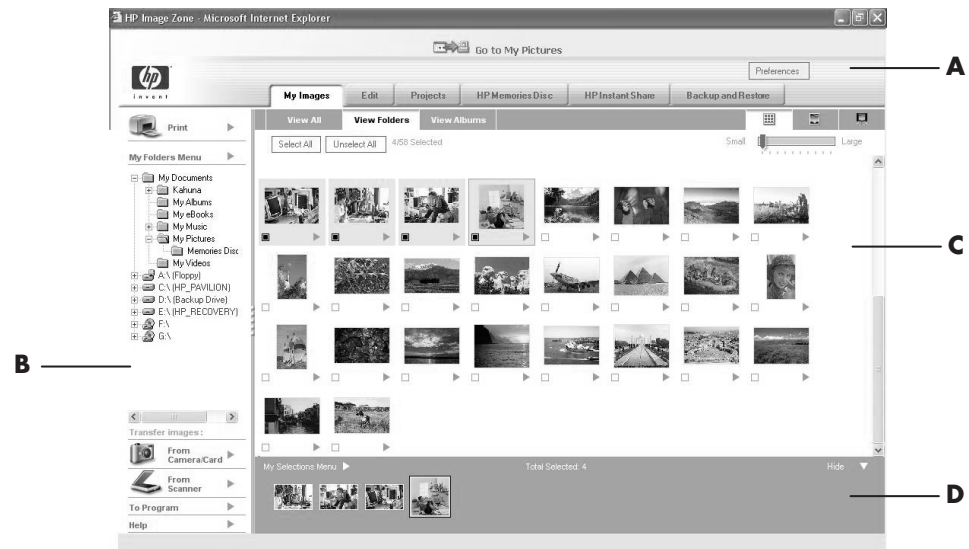 HP Image Zone - Microsoft Internet Explorer
Go to My Pictures
hp
invent
Preferences
A
My Images Edit Projects HP Memories Disc HP Instant Share Backup and Restore
Print
View All View Folders View Albums
Select All Unselect All 4/58 Selected Small Large
My Folders Menu
My Documents
Kahuna
My Albums
My eBooks
My Music
My Pictures
Memories Disc
My Videos
A:\ (Floppy)
C:\ (HP_PAVILION)
D:\ (Backup Drive)
E:\ (HP_RECOVERY)
F:\
G:\
C
B
Transfer images:
From Camera/Card
From Scanner
To Program
Help
My Selections Menu Total Selected: 4 Hide
D